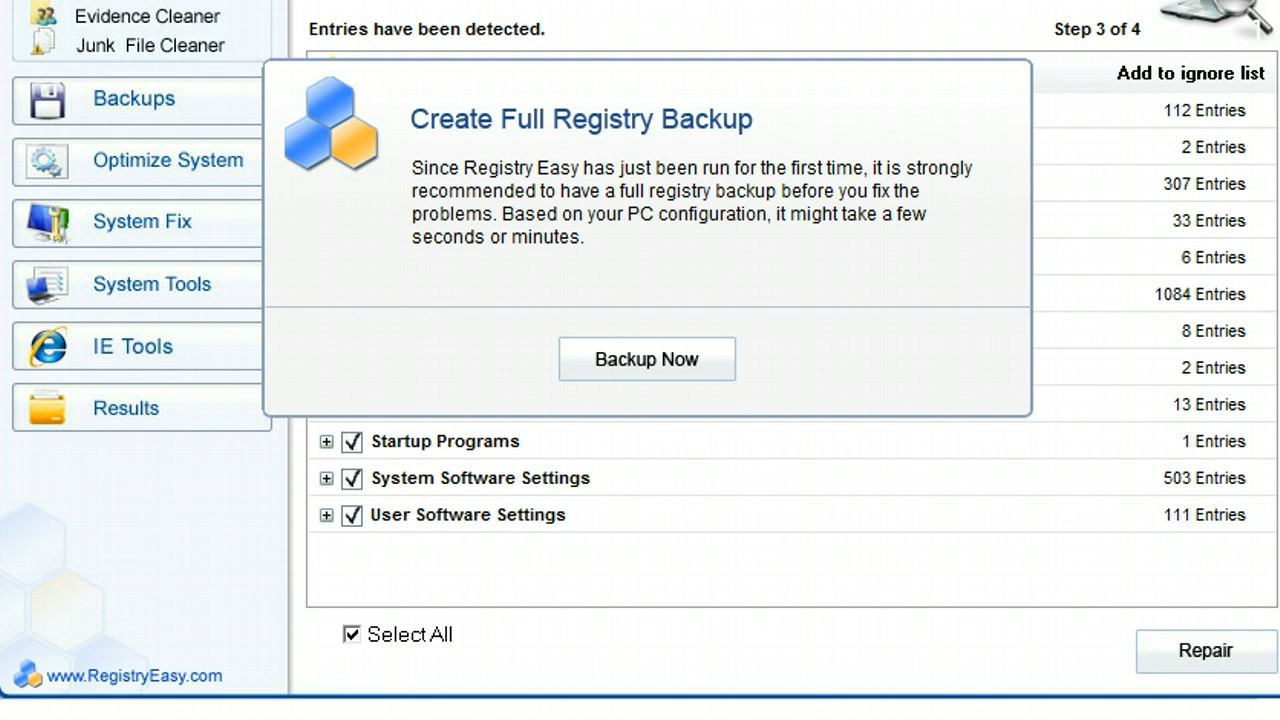 Evidence Cleaner
Junk File Cleaner
Backups
Optimize System
System Fix
System Tools
IE Tools
Results
www.RegistryEasy.com
Entries have been detected.
Step 3 of 4
Add to ignore list
112 Entries
2 Entries
307 Entries
33 Entries
6 Entries
1084 Entries
8 Entries
2 Entries
13 Entries
Create Full Registry Backup
Since Registry Easy has just been run for the first time, it is strongly
recommended to have a full registry backup before you fix the
problems. Based on your PC configuration, it might take a few
seconds or minutes.
Backup Now
Startup Programs 1 Entries
System Software Settings 503 Entries
User Software Settings 111 Entries
Select All
Repair